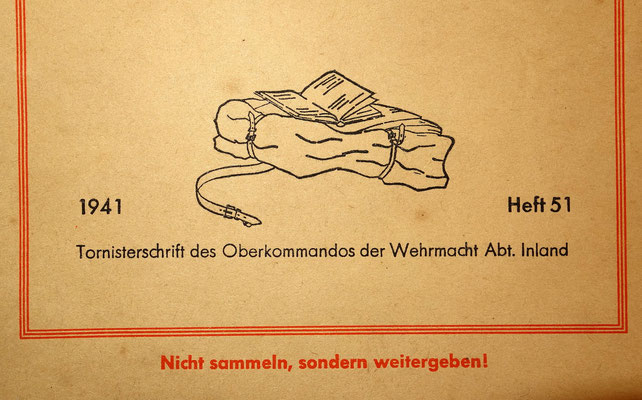 1941
Heft 51
Tornisterschrift des Oberkommandos der Wehrmacht Abt. Inland
Nicht sammeln, sondern weitergeben!